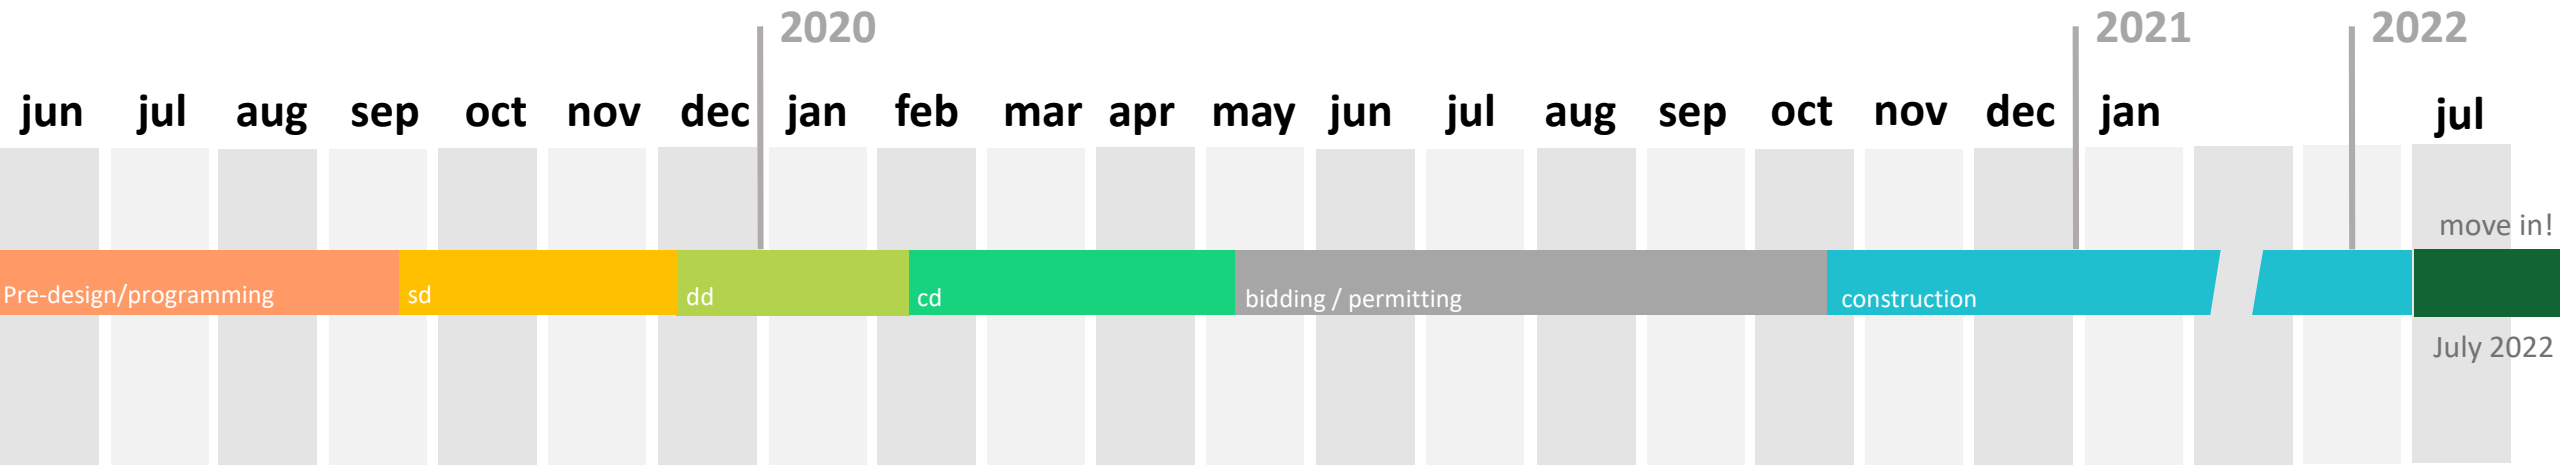 2020 2021 2022
jun jul aug sep oct nov dec jan feb mar apr may jun jul aug sep oct nov dec jan jul
move in!
Pre-design/programming sd dd cd bidding / permitting construction
July 2022